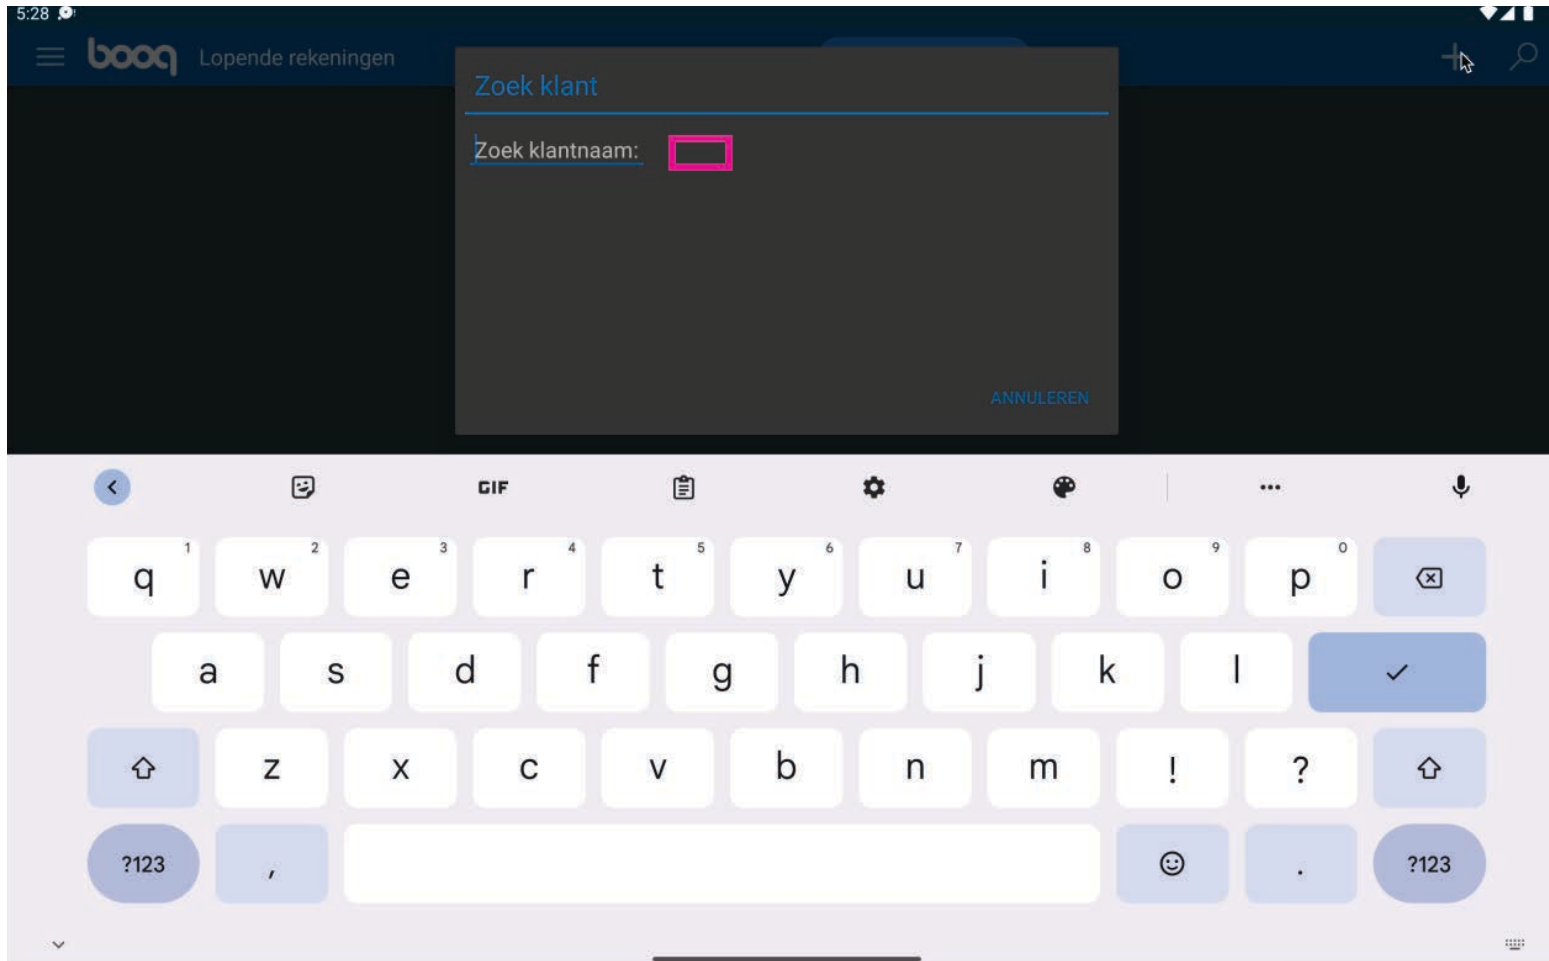 5:28
booq Lopende rekeningen
Zoek klant
Zoek klantnaam:
ANNULEREN
GIF
q 1 w 2 e 3 r 4 t 5 y 6 u 7 i 8 o 9 p 0
a s d f g h j k l
z x c v b n m ! ?
?123 , . ?123